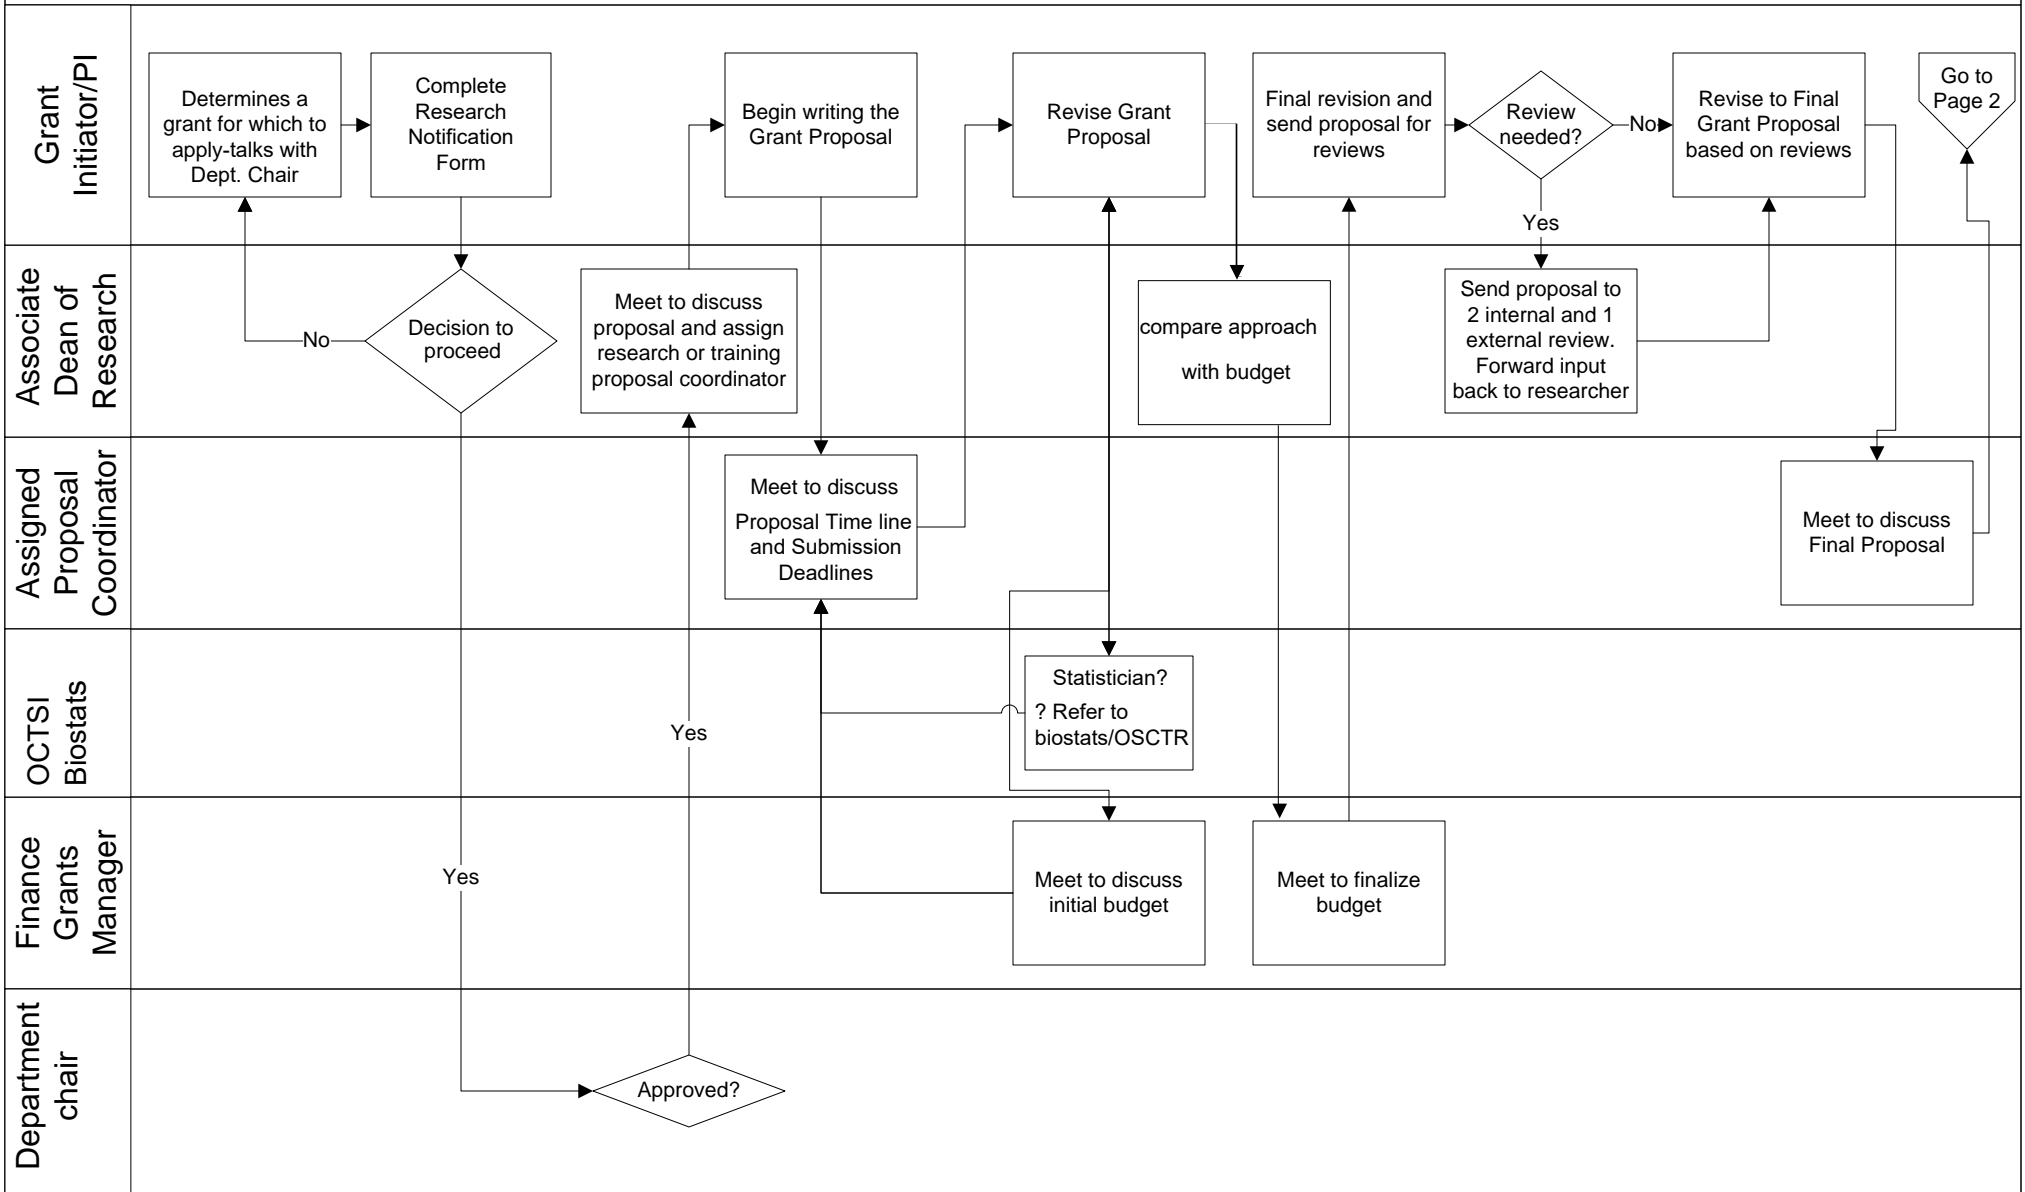 Grant
Initiator/PI
Determines a
grant for which to
apply-talks with
Dept. Chair
Complete
Research
Notification
Form
Begin writing the
Grant Proposal
Revise Grant
Proposal
Final revision and
send proposal for
reviews
Review
needed?
No
Yes
Revise to Final
Grant Proposal
based on reviews
Go to
Page 2
Associate
Dean of
Research
No
Decision to
proceed
Meet to discuss
proposal and assign
research or training
proposal coordinator
compare approach
with budget
Send proposal to
2 internal and 1
external review.
Forward input
back to researcher
Assigned
Proposal
Coordinator
Meet to discuss
Proposal Time line
and Submission
Deadlines
Meet to discuss
Final Proposal
OCTSI
Biostats
Yes
Statistician?
? Refer to
biostats/OSCTR
Finance
Grants
Manager
Yes
Meet to discuss
initial budget
Meet to finalize
budget
Department
chair
Approved?